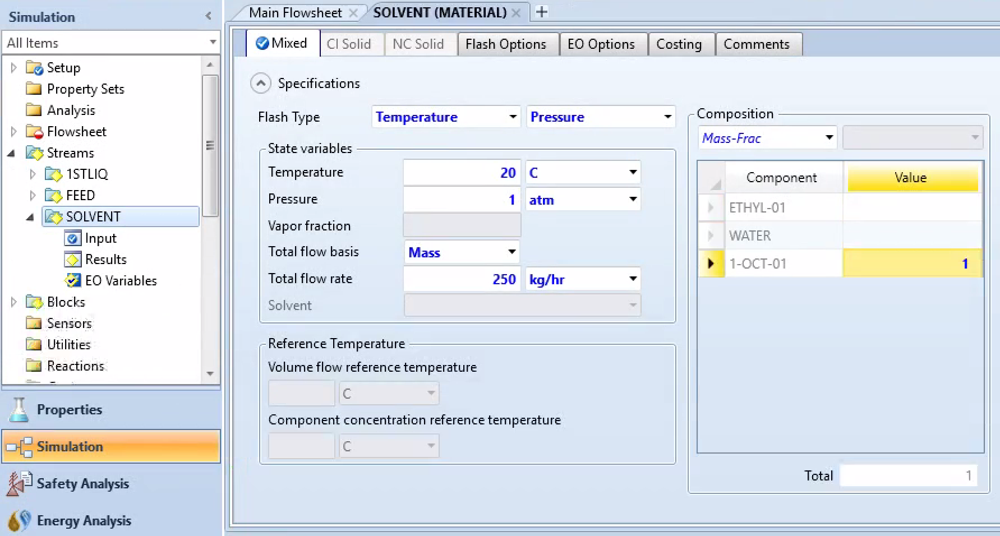 Simulation
All Items
Setup
Property Sets
Analysis
Flowsheet
Streams
1STLIQ
FEED
SOLVENT
Input
Results
EO Variables
Blocks
Sensors
Utilities
Reactions
Properties
Simulation
Safety Analysis
Energy Analysis
Main Flowsheet
SOLVENT (MATERIAL)
Mixed
CI Solid
NC Solid
Flash Options
EO Options
Costing
Comments
Specifications
Flash Type Temperature Pressure
State variables
Temperature 20 C
Pressure 1 atm
Vapor fraction
Total flow basis Mass
Total flow rate 250 kg/hr
Solvent
Reference Temperature
Volume flow reference temperature
C
Component concentration reference temperature
C
Composition
Mass-Frac
Component Value
ETHYL-01
WATER
1-OCT-01 1
Total 1